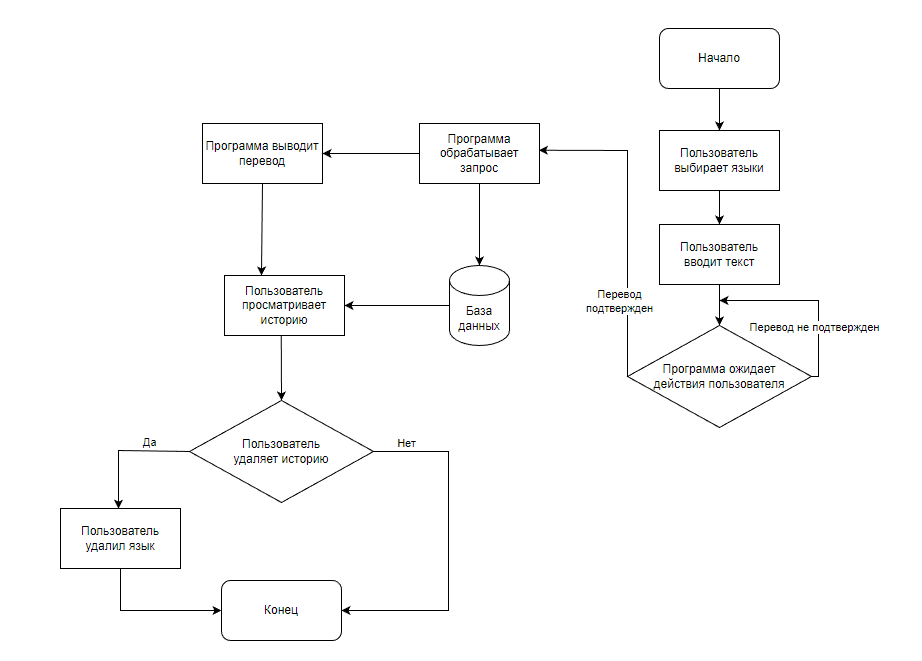 Начало
Пользователь
выбирает языки
Пользователь
вводит текст
Перевод не подтвержден
Программа ожидает
действия пользователя
Перевод
подтвержден
Программа
обрабатывает
запрос
Программа выводит
перевод
База
данных
Пользователь
просматривает
историю
Пользователь
удаляет историю
Да
Нет
Пользователь
удалил язык
Конец